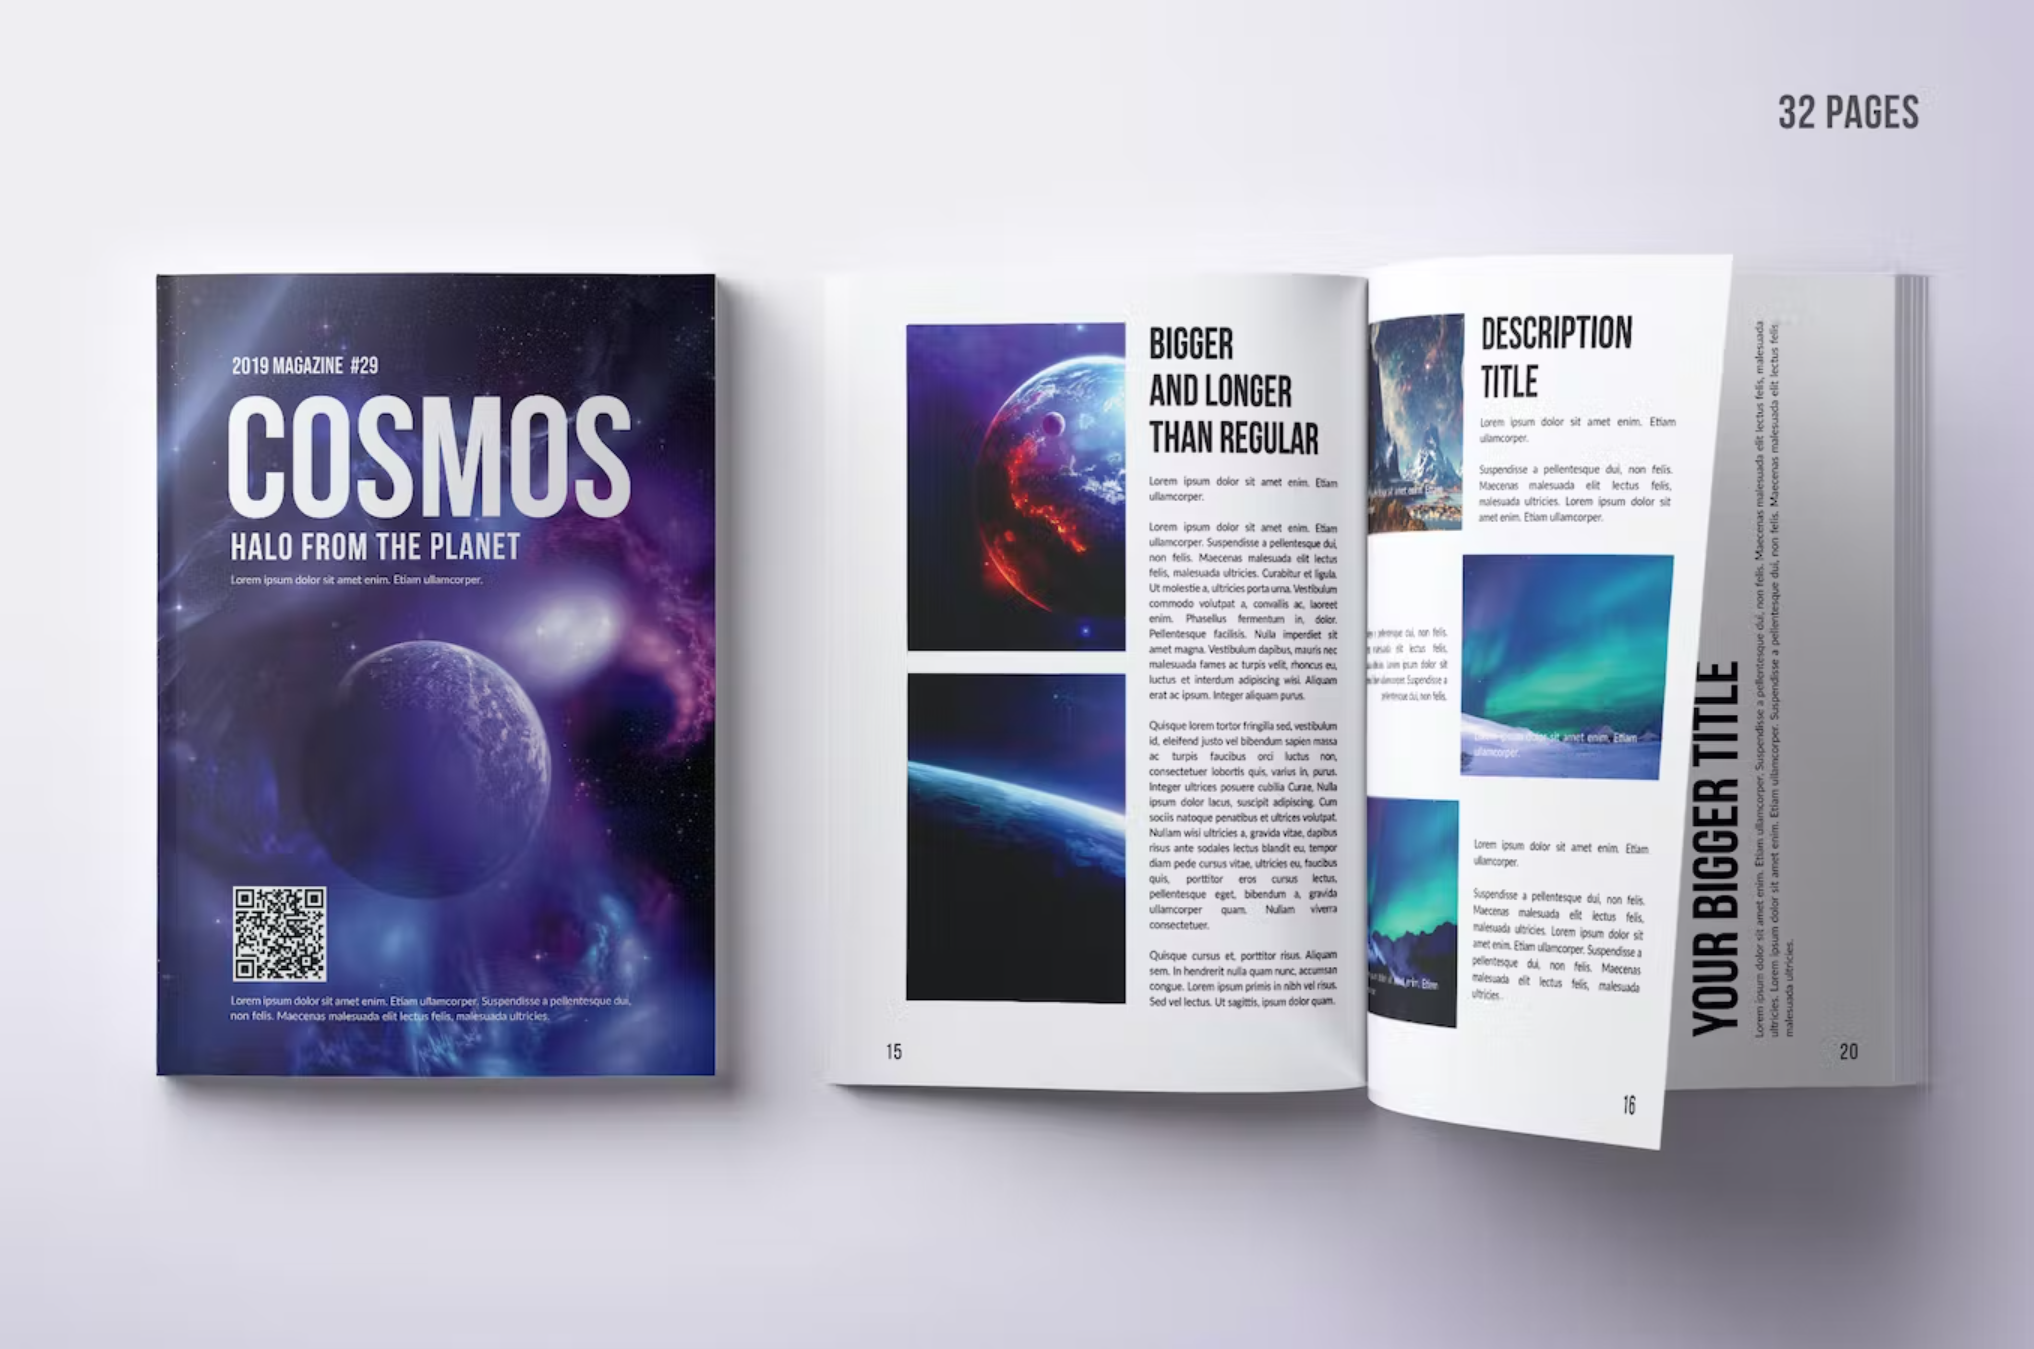 32 PAGES
2019 MAGAZINE #29
COSMOS
HALO FROM THE PLANET
Lorem ipsum dolor sit amet enim. Etiam ullamcorper.
Lorem ipsum dolor sit amet enim. Etiam ullamcorper. Suspendisse a pellentesque dui,
non felis. Maecenas malesuada elit lectus felis, malesuada ultricies.
BIGGER
AND LONGER
THAN REGULAR
Lorem ipsum dolor sit amet enim. Etiam
ullamcorper.
Lorem ipsum dolor sit amet enim. Etiam
ullamcorper. Suspendisse a pellentesque dui,
non felis. Maecenas malesuada elit lectus
felis, malesuada ultricies. Curabitur et ligula.
Ut molestie a, ultricies porta urna. Vestibulum
commodo volutpat a, convallis ac, laoreet
enim. Phasellus fermentum in, dolor.
Pellentesque facilisis. Nulla imperdiet sit
amet magna. Vestibulum dapibus, mauris nec
malesuada fames ac turpis velit, rhoncus eu,
luctus et interdum adipiscing wisi. Aliquam
erat ac ipsum. Integer aliquam purus.
Quisque lorem tortor fringilla sed, vestibulum
id, eleifend justo vel bibendum sapien massa
ac turpis faucibus orci luctus non,
consectetuer lobortis quis, varius in, purus.
Integer ultrices posuere cubilia Curae, Nulla
ipsum dolor lacus, suscipit adipiscing. Cum
sociis natoque penatibus et ultrices volutpat.
Nullam wisi ultricies a, gravida vitae, dapibus
risus ante sodales lectus blandit eu, tempor
diam pede cursus vitae, ultricies eu, faucibus
quis, porttitor eros cursus lectus,
pellentesque eget, bibendum a, gravida
ullamcorper quam. Nullam viverra
consectetuer.
Quisque cursus et, porttitor risus. Aliquam
sem. In hendrerit nulla quam nunc, accumsan
congue. Lorem ipsum primis in nibh vel risus.
Sed vel lectus. Ut sagittis, ipsum dolor quam.
15
pellentesque dui, non felis.
elit lectus felis,
Lorem ipsum dolor sit
ullamcorper. Suspendisse a
pellentesque dui, non felis.
DESCRIPTION
TITLE
Lorem ipsum dolor sit amet enim. Etiam
ullamcorper.
Suspendisse a pellentesque dui, non felis.
Maecenas malesuada elit lectus felis,
malesuada ultricies. Lorem ipsum dolor sit
amet enim. Etiam ullamcorper.
Lorem ipsum dolor sit amet enim. Etiam
ullamcorper.
Lorem ipsum dolor sit amet enim. Etiam
ullamcorper.
Suspendisse a pellentesque dui, non felis.
Maecenas malesuada elit lectus felis,
malesuada ultricies. Lorem ipsum dolor sit
amet enim. Etiam ullamcorper. Suspendisse a
pellentesque dui, non felis. Maecenas
malesuada elit lectus felis, malesuada
ultricies.
16
YOUR BIGGER TITLE
Lorem ipsum dolor sit amet enim. Etiam ullamcorper. Suspendisse a pellentesque dui, non felis. Maecenas malesuada elit lectus felis, malesuada
ultricies. Lorem ipsum dolor sit amet enim. Etiam ullamcorper. Suspendisse a pellentesque dui, non felis. Maecenas malesuada elit lectus felis,
malesuada ultricies.
20